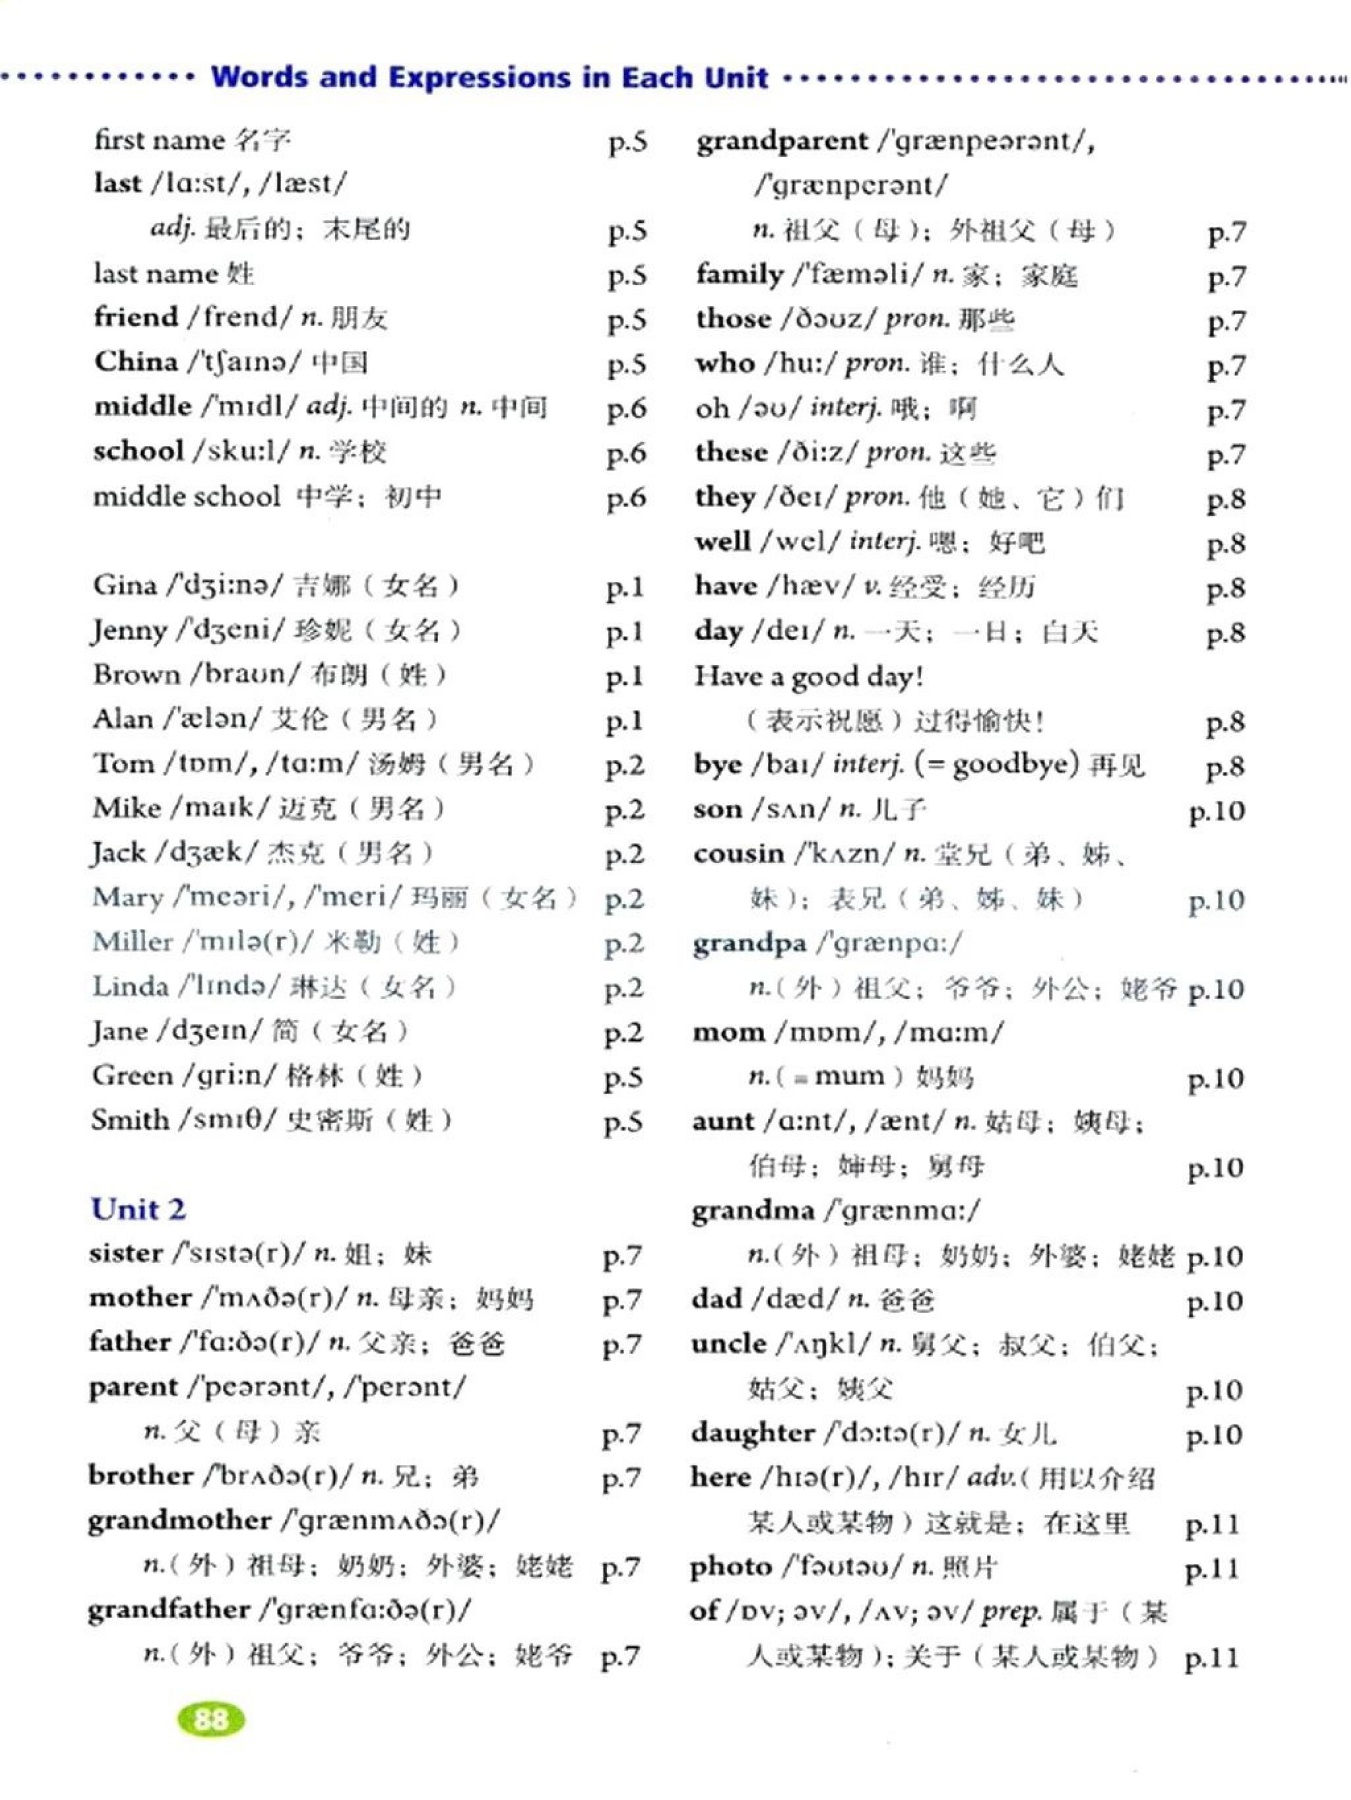 Words and Expressions in Each Unit
first name 名字 p.5
last /lɑ:st/, /læst/
adj. 最后的；末尾的 p.5
last name 姓 p.5
friend /frend/ n. 朋友 p.5
China /'tʃaɪnə/ 中国 p.5
middle /'mɪdl/ adj. 中间的 n. 中间 p.6
school /sku:l/ n. 学校 p.6
middle school 中学；初中 p.6
Gina /'dʒi:nə/ 吉娜（女名） p.1
Jenny /'dʒeni/ 珍妮（女名） p.1
Brown /braʊn/ 布朗（姓） p.1
Alan /'ælən/ 艾伦（男名） p.1
Tom /tɒm/, /tɑ:m/ 汤姆（男名） p.2
Mike /maɪk/ 迈克（男名） p.2
Jack /dʒæk/ 杰克（男名） p.2
Mary /'meəri/, /'meri/ 玛丽（女名） p.2
Miller /'mɪlə(r)/ 米勒（姓） p.2
Linda /'lɪndə/ 琳达（女名） p.2
Jane /dʒeɪn/ 简（女名） p.2
Green /gri:n/ 格林（姓） p.5
Smith /smɪθ/ 史密斯（姓） p.5
Unit 2
sister /'sɪstə(r)/ n. 姐；妹 p.7
mother /'mʌðə(r)/ n. 母亲；妈妈 p.7
father /'fɑ:ðə(r)/ n. 父亲；爸爸 p.7
parent /'peərənt/, /'perənt/
n. 父（母）亲 p.7
brother /'brʌðə(r)/ n. 兄；弟 p.7
grandmother /'grænmʌðə(r)/
n.(外）祖母；奶奶；外婆；姥姥 p.7
grandfather /'grænfɑ:ðə(r)/
n.(外）祖父；爷爷；外公；姥爷 p.7
grandparent /'grænpeərənt/,
/'grænperənt/
n. 祖父（母）；外祖父（母） p.7
family /'fæməli/ n. 家；家庭 p.7
those /ðəʊz/ pron. 那些 p.7
who /hu:/ pron. 谁；什么人 p.7
oh /əʊ/ interj. 哦；啊 p.7
these /ði:z/ pron. 这些 p.7
they /ðeɪ/ pron. 他（她、它）们 p.8
well /wel/ interj. 嗯；好吧 p.8
have /hæv/ v. 经受；经历 p.8
day /deɪ/ n. 一天；一日；白天 p.8
Have a good day!
（表示祝愿）过得愉快！ p.8
bye /baɪ/ interj. (= goodbye) 再见 p.8
son /sʌn/ n. 儿子 p.10
cousin /'kʌzn/ n. 堂兄（弟、姊、
妹）；表兄（弟、姊、妹） p.10
grandpa /'grænpɑ:/
n.(外）祖父；爷爷；外公；姥爷 p.10
mom /mɒm/, /mɑ:m/
n.( = mum ) 妈妈 p.10
aunt /ɑ:nt/, /ænt/ n. 姑母；姨母；
伯母；婶母；舅母 p.10
grandma /'grænmɑ:/
n.(外）祖母；奶奶；外婆；姥姥 p.10
dad /dæd/ n. 爸爸 p.10
uncle /'ʌŋkl/ n. 舅父；叔父；伯父；
姑父；姨父 p.10
daughter /'dɔ:tə(r)/ n. 女儿 p.10
here /hɪə(r)/, /hɪr/ adv.( 用以介绍
某人或某物）这就是；在这里 p.11
photo /'fəʊtəʊ/ n. 照片 p.11
of /ɒv; əv/, /ʌv; əv/ prep. 属于（某
人或某物）；关于（某人或某物） p.11
88